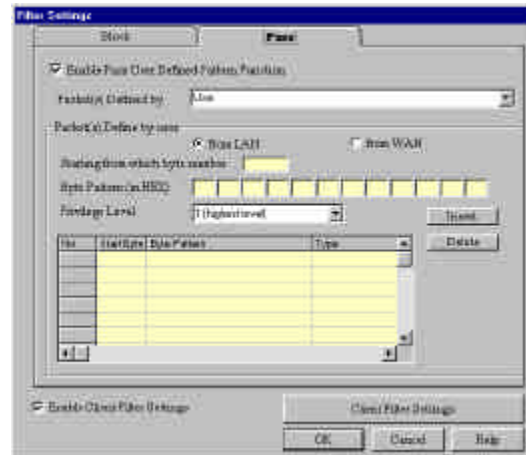 Filter Settings
Block Pass
Enable Pass Over Defined Pattern Function
Packet(s) Defined by User
Packet(s) Define by user
from LAN from WAN
Starting from which byte number
Byte Pattern (in HEX)
Privilege Level 1 (highest level) Insert
No. Start Byte Byte Pattern Type Delete
Enable Client Filter Settings Client Filter Settings
OK Cancel Help